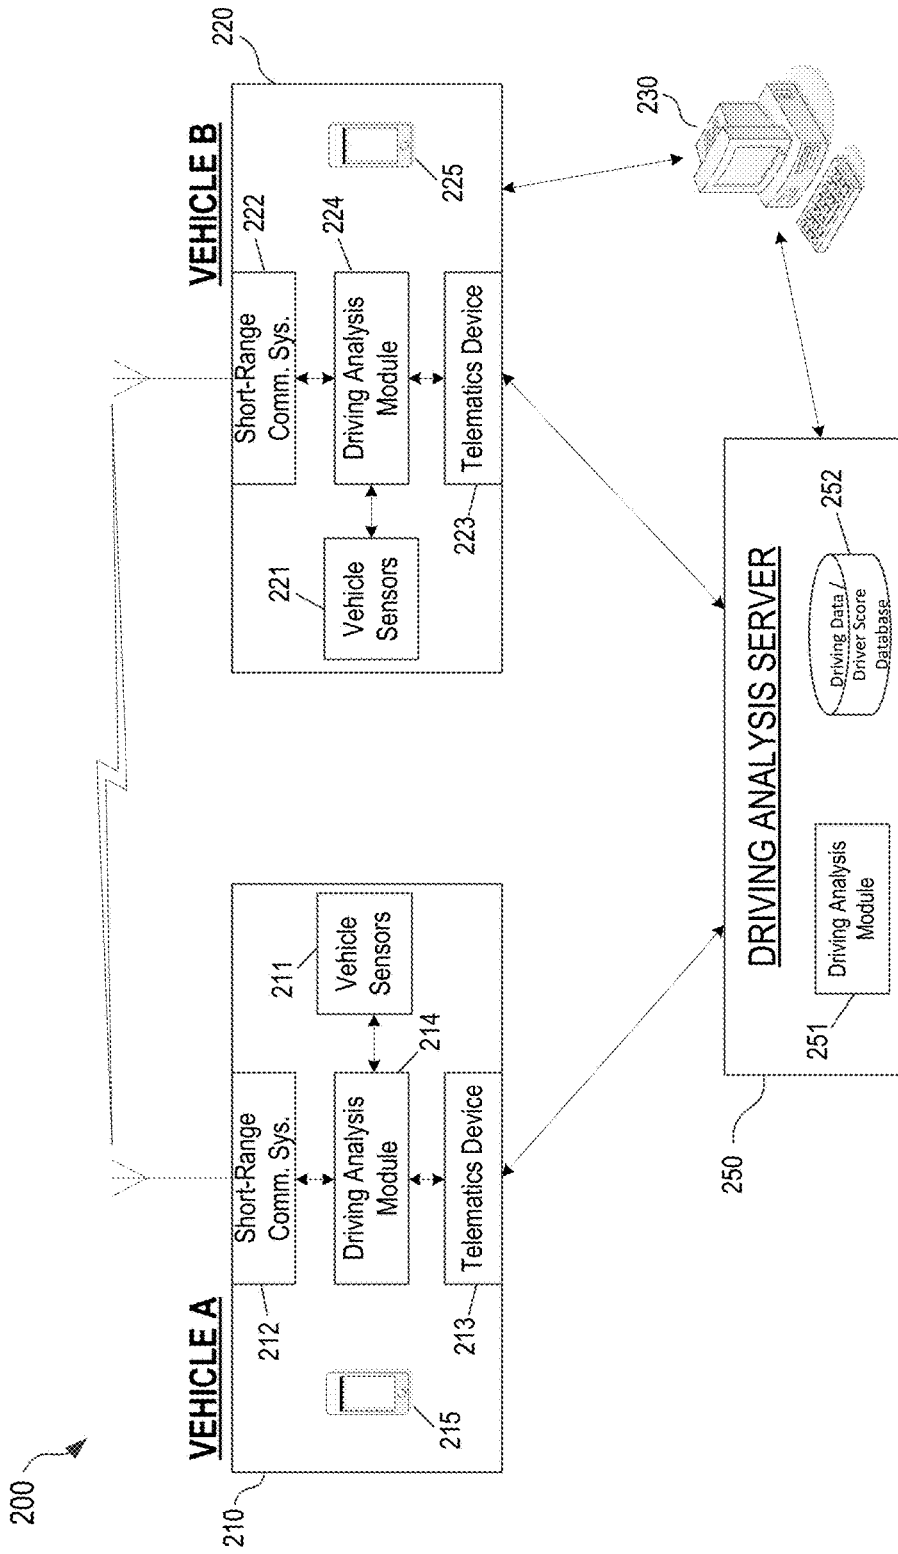 200
VEHICLE A
VEHICLE B
210
212
Short-Range
Comm. Sys.
211
Vehicle
Sensors
214
Driving Analysis
Module
215
213
Telematics Device
220
Short-Range
Comm. Sys.
222
221
Vehicle
Sensors
Driving Analysis
Module
224
225
223
Telematics Device
230
250
DRIVING ANALYSIS SERVER
251
Driving Analysis
Module
252
Driving Data /
Driver Score
Database